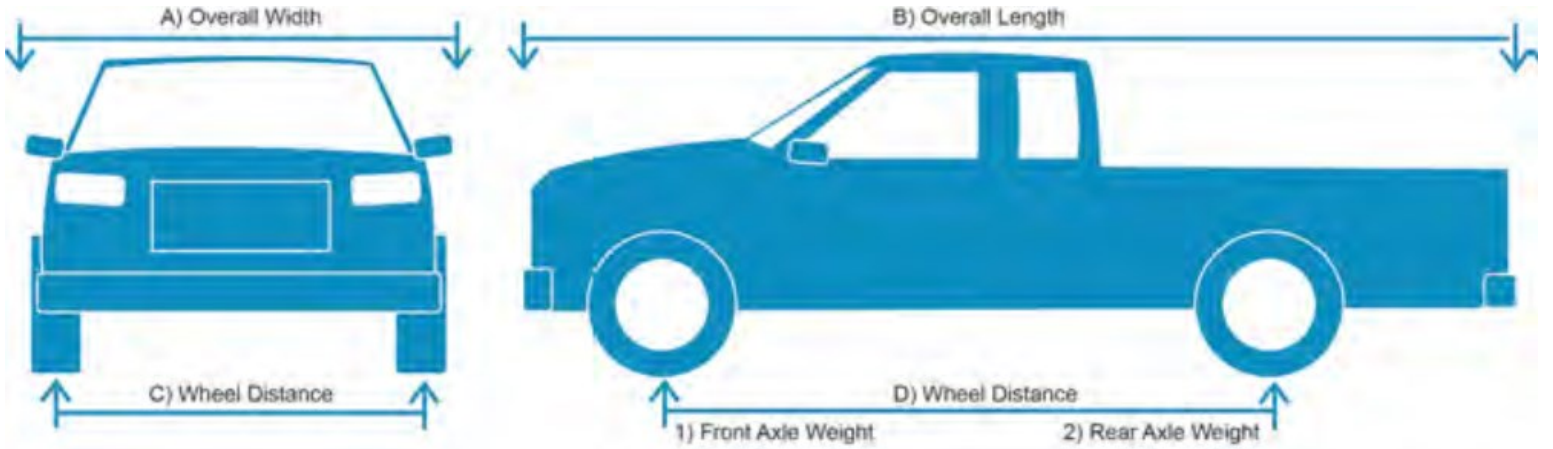 A) Overall Width
B) Overall Length
C) Wheel Distance
D) Wheel Distance
1) Front Axle Weight
2) Rear Axle Weight